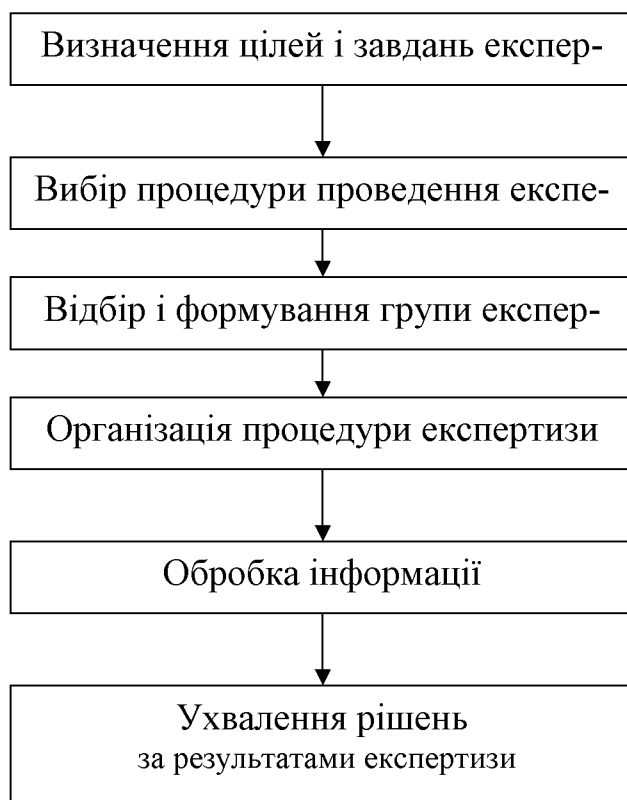 Визначення цілей і завдань експер-
Вибір процедури проведення експе-
Відбір і формування групи експер-
Організація процедури експертизи
Обробка інформації
Ухвалення рішень
за результатами експертизи